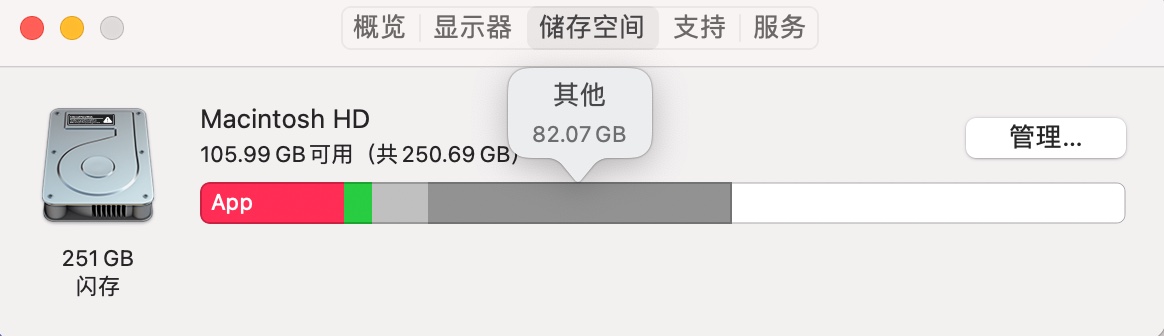 概览 显示器 储存空间 支持 服务
其他
82.07 GB
Macintosh HD
105.99 GB 可用（共 250.69 GB）
管理...
App
251 GB
闪存